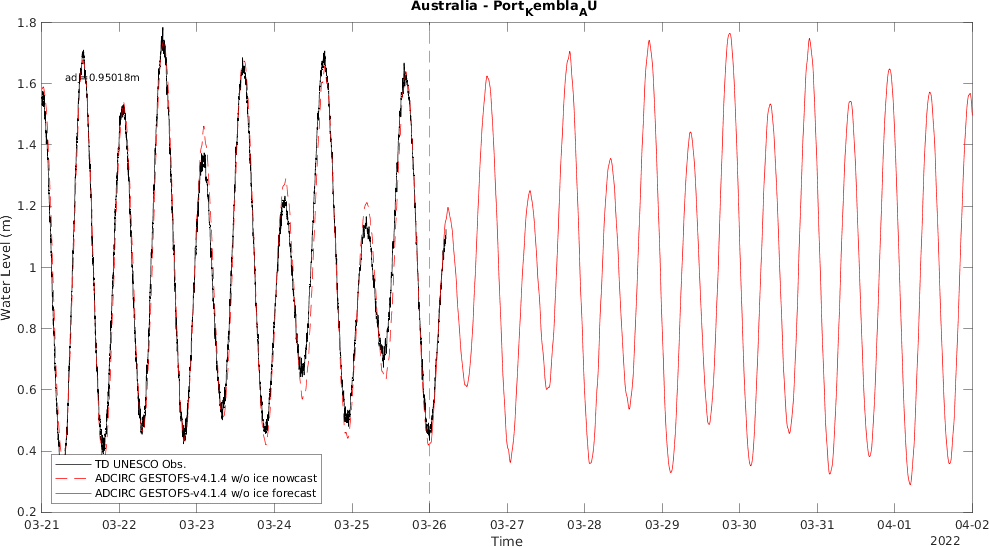 Australia - PortKemblaAU
1.8
1.6
1.4
1.2
1
0.8
0.6
0.4
0.2
Water Level (m)
adj=0.95018m
TD UNESCO Obs.
ADCIRC GESTOFS-v4.1.4 w/o ice nowcast
ADCIRC GESTOFS-v4.1.4 w/o ice forecast
03-21 03-22 03-23 03-24 03-25 03-26 03-27 03-28 03-29 03-30 03-31 04-01 04-02
Time
2022